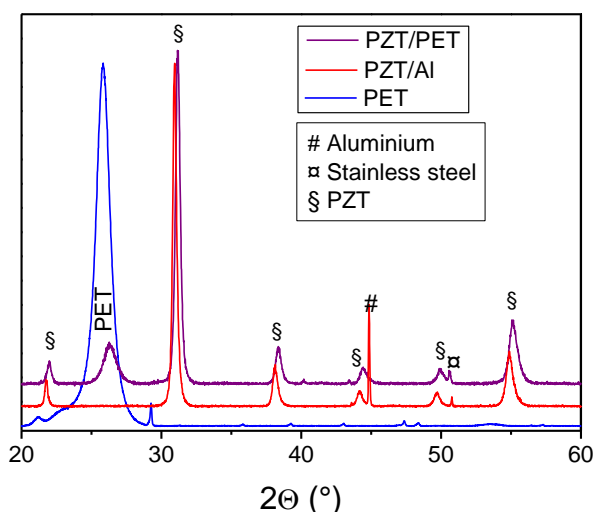 §
PZT/PET
PZT/Al
PET
# Aluminium
¤ Stainless steel
§ PZT
PET
§
§
§
#
§
¤
§
20 30 40 50 60
2Θ (°)